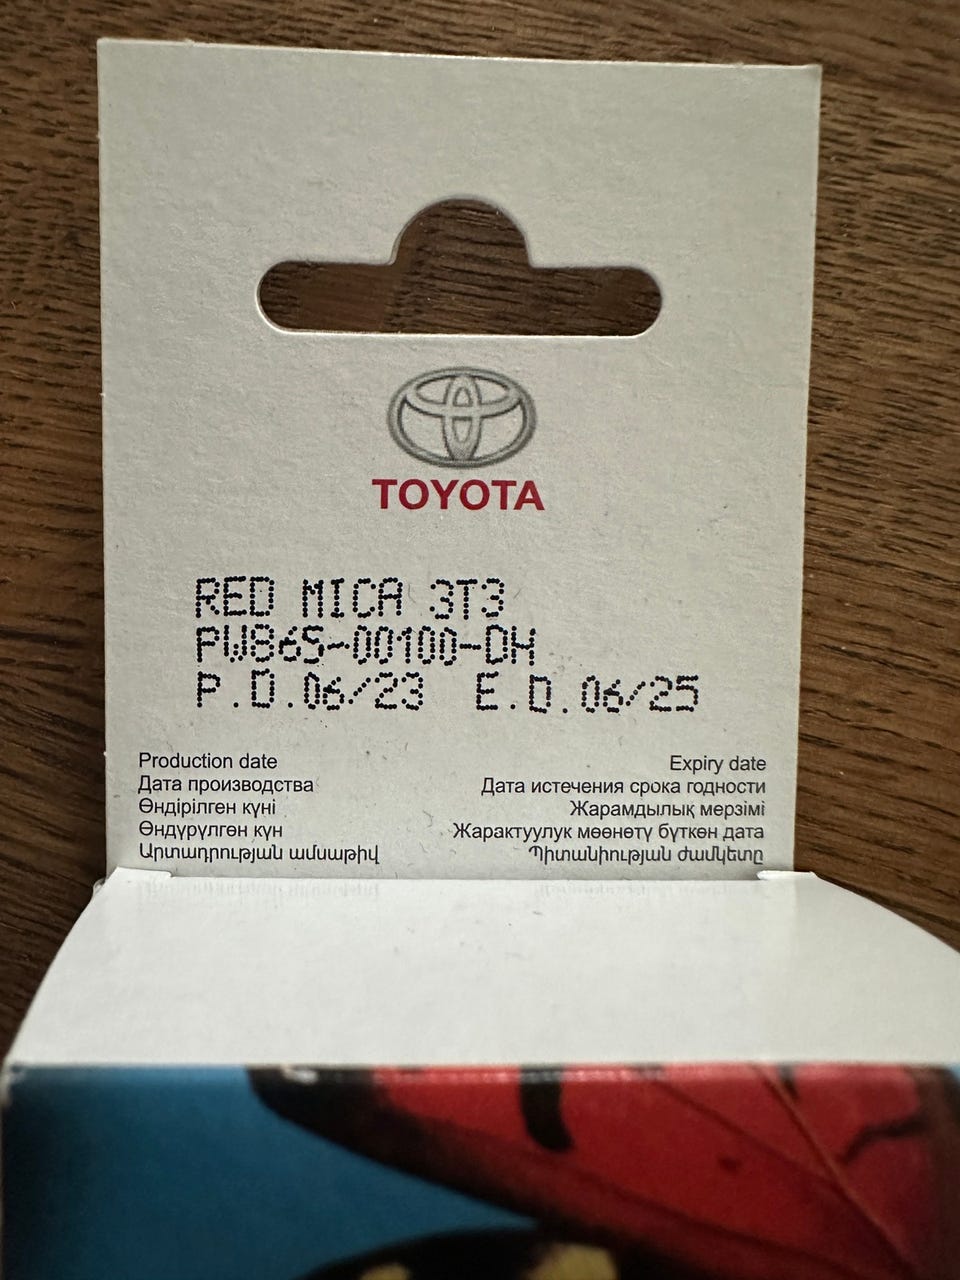 TOYOTA
RED MICA 3T3
PW865-00100-DH
P.D.06/23 E.D.06/25
Production date Expiry date
Дата производства Дата истечения срока годности
Өндірілген күні Жарамдылық мерзімі
Өндүрүлгөн күн Жарактуулук мөөнөтү бүткөн дата
Արտադրության ամսաթիվ Պիտանիության ժամկետը